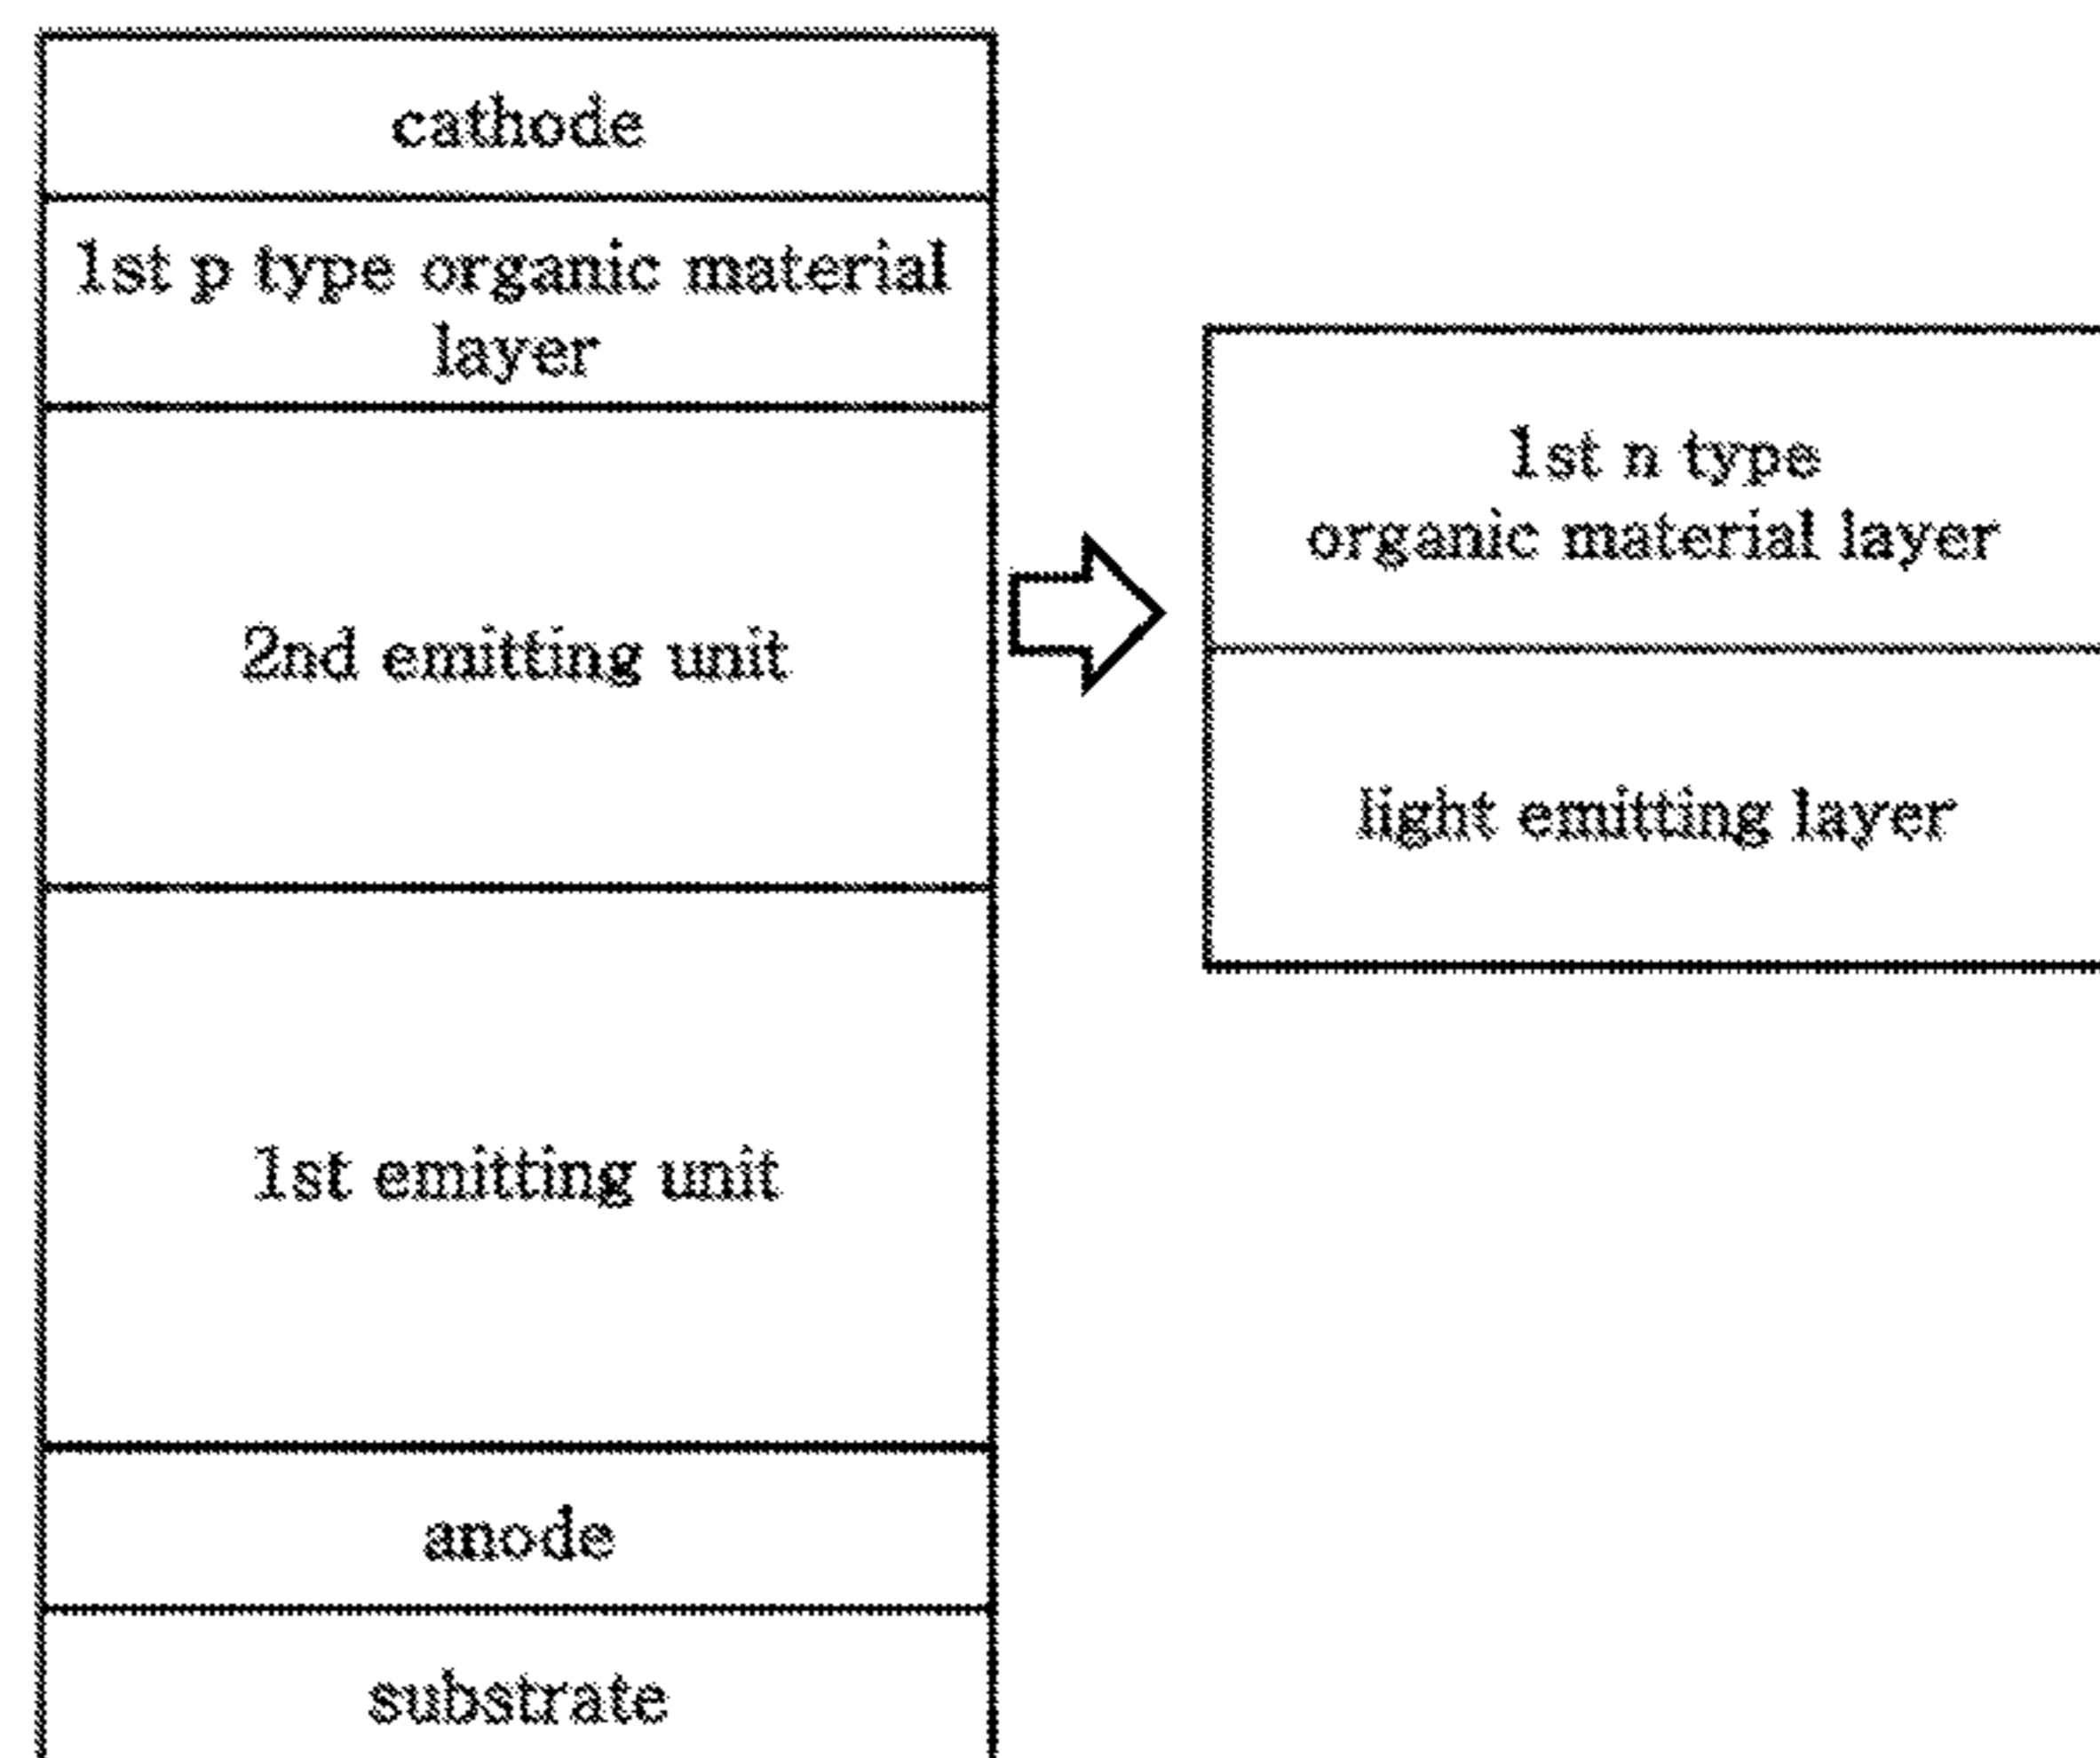 cathode
1st p type organic material
layer
2nd emitting unit
1st emitting unit
anode
substrate
1st n type
organic material layer
light emitting layer